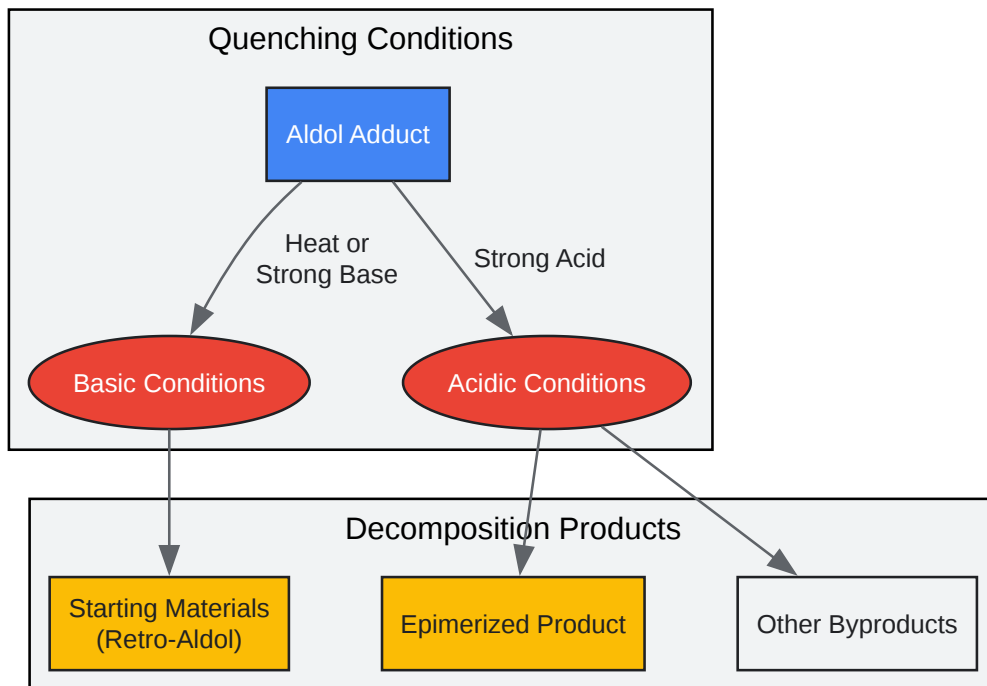 Quenching Conditions
Aldol Adduct
Heat or
Strong Base
Strong Acid
Basic Conditions
Acidic Conditions
Decomposition Products
Starting Materials
(Retro-Aldol)
Epimerized Product
Other Byproducts